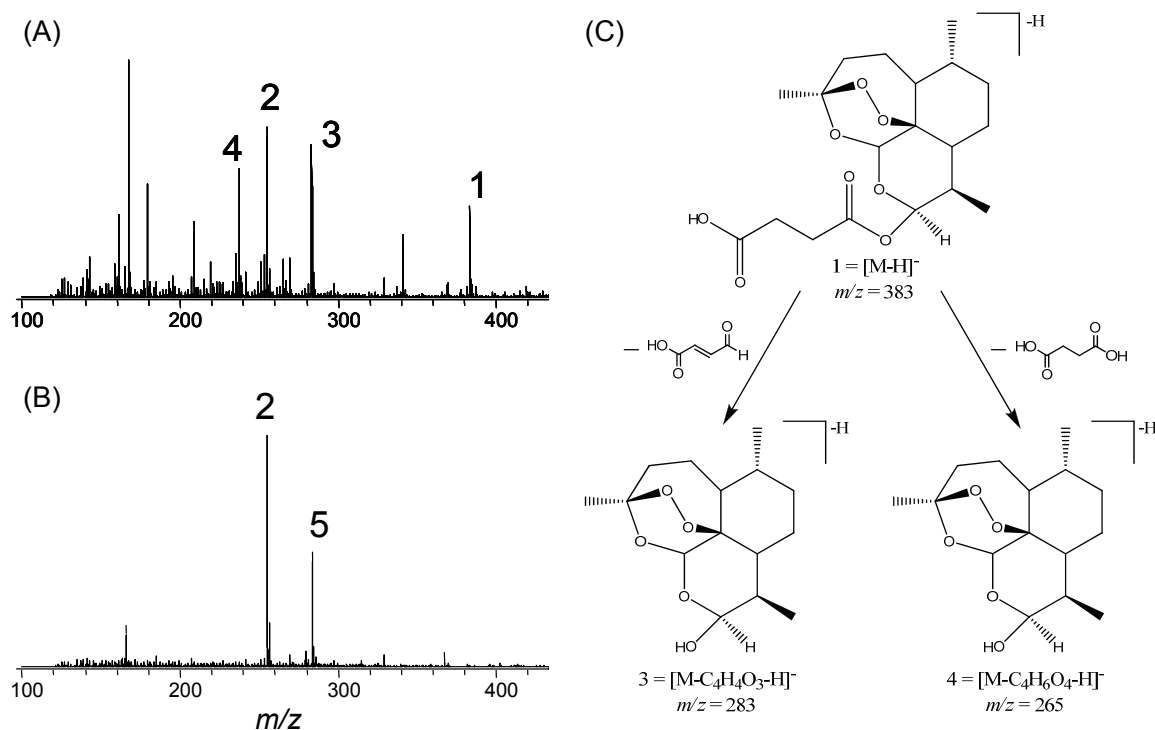 (A)
2
4
3
1
100
200
300
400
(B)
2
5
100
200
300
400
m/z
(C)
-H
O
O
O
O
O
HO
O
O
H
1 = [M-H]⁻
m/z = 383
— HO O O H
— HO O O OH
-H
O
O
O
O
HO
H
3 = [M-C₄H₄O₃-H]⁻
m/z = 283
-H
O
O
O
O
HO
H
4 = [M-C₄H₆O₄-H]⁻
m/z = 265